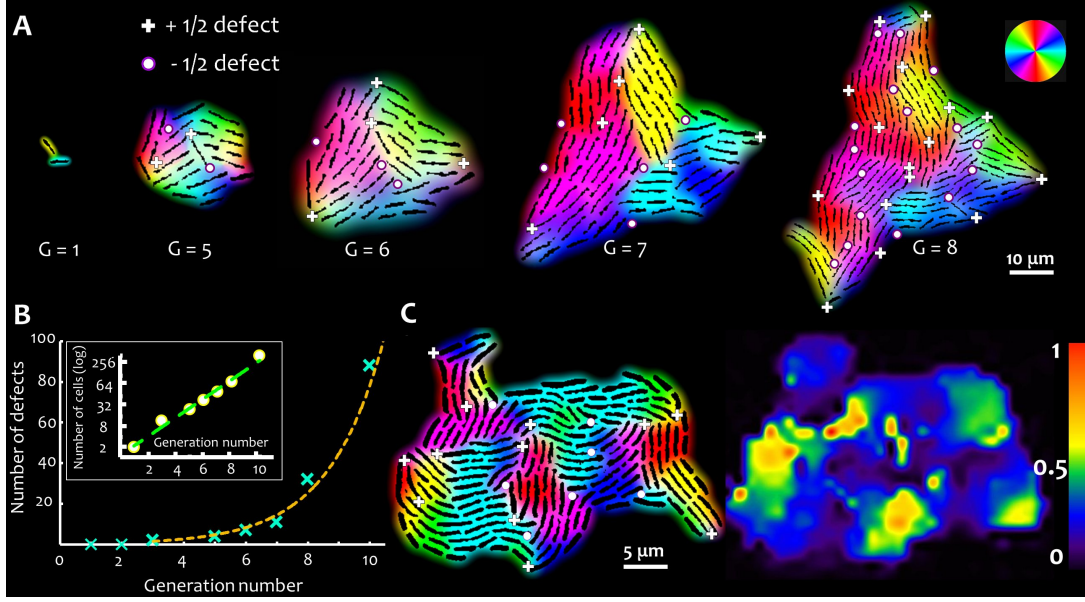 A
+ 1/2 defect
- 1/2 defect
G = 1
G = 5
G = 6
G = 7
G = 8
10 µm
B
Number of defects
100
80
60
40
20
0
2
4
6
8
10
Generation number
Number of cells (log)
256
64
32
8
2
Generation number
2
4
6
8
10
C
5 µm
1
0.5
0